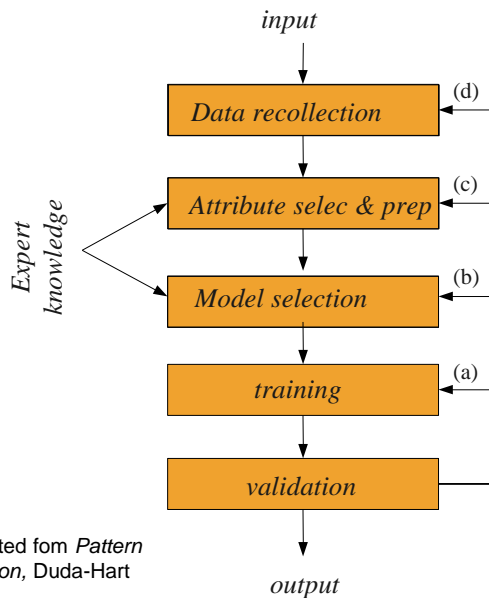 input
Data recollection
(d)
Attribute selec & prep
(c)
Expert
knowledge
Model selection
(b)
training
(a)
validation
ted fom Pattern
on, Duda-Hart
output